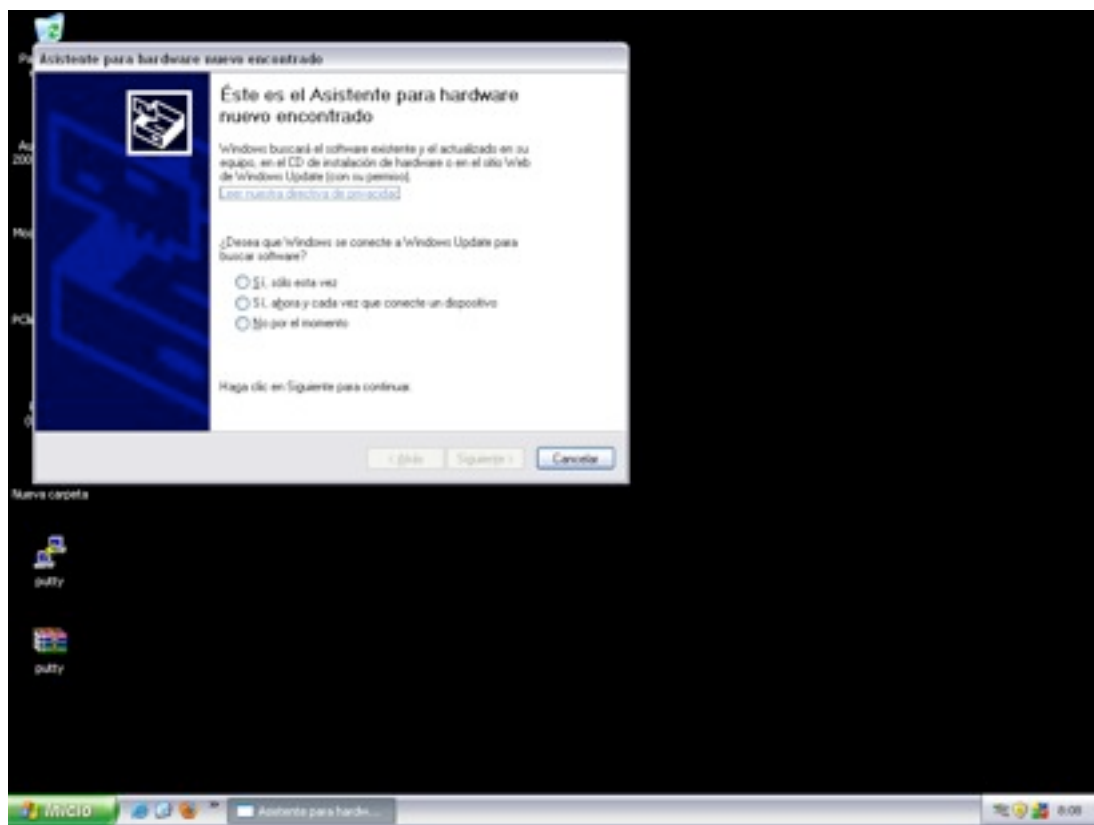 Asistente para hardware nuevo encontrado
Éste es el Asistente para hardware
nuevo encontrado
Windows buscará el software existente y el actualizado en su
equipo, en el CD de instalación de hardware o en el sitio Web
de Windows Update (con su permiso).
Leer nuestra directiva de privacidad
¿Desea que Windows se conecte a Windows Update para
buscar software?
Sí, sólo esta vez
Sí, ahora y cada vez que conecte un dispositivo
No por el momento
Haga clic en Siguiente para continuar.
< Atrás
Siguiente >
Cancelar
Nueva carpeta
putty
putty
Inicio
Asistente para hardw...
8:08